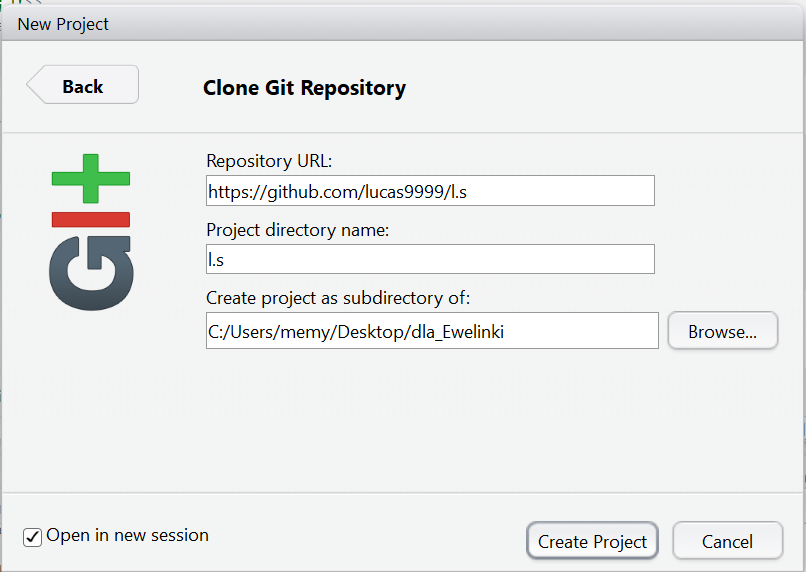 New Project
Back
Clone Git Repository
git
Repository URL:
https://github.com/lucas9999/l.s
Project directory name:
l.s
Create project as subdirectory of:
C:/Users/memy/Desktop/dla_Ewelinki
Browse...
Open in new session
Create Project
Cancel